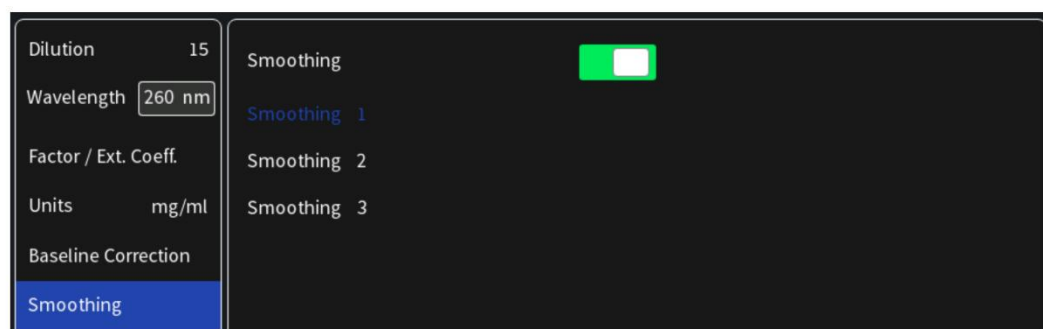 Dilution 15
Wavelength 260 nm
Factor / Ext. Coeff.
Units mg/ml
Baseline Correction
Smoothing
Smoothing
Smoothing 1
Smoothing 2
Smoothing 3